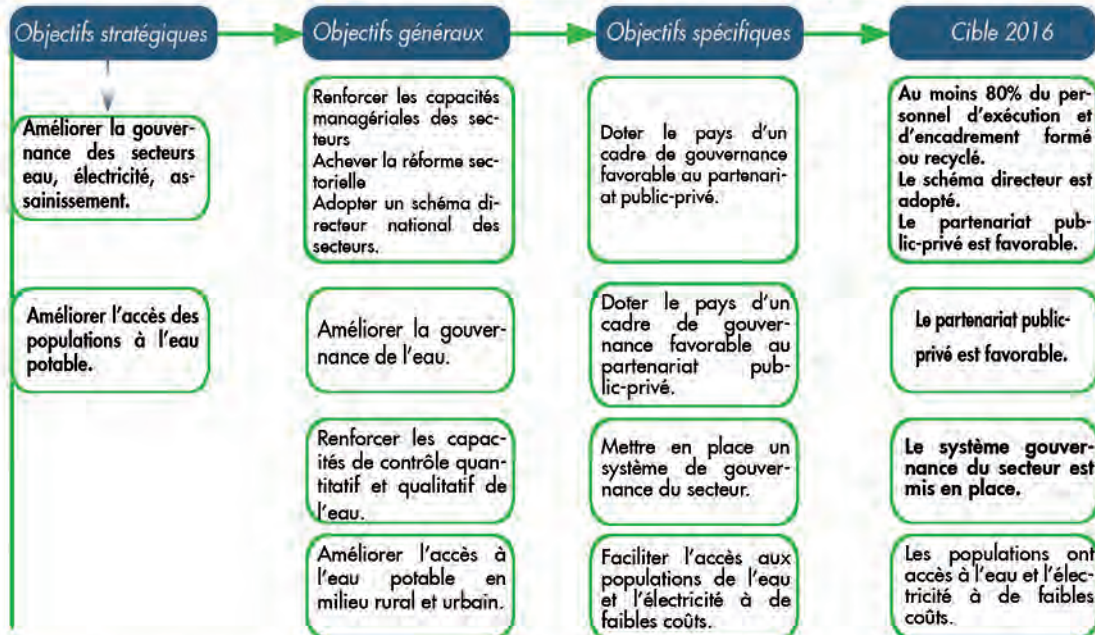 Objectifs stratégiques
Objectifs généraux
Objectifs spécifiques
Cible 2016
Améliorer la gouver-
nance des secteurs
eau, électricité, as-
sainissement.
Renforcer les capacités
managériales des sec-
teurs
Achever la réforme sec-
torielle
Adopter un schéma di-
recteur national des
secteurs.
Doter le pays d'un
cadre de gouvernance
favorable au partenari-
at public-privé.
Au moins 80% du per-
sonnel d'exécution et
d'encadrement formé
ou recyclé.
Le schéma directeur est
adopté.
Le partenariat pub-
lic-privé est favorable.
Améliorer l'accès des
populations à l'eau
potable.
Améliorer la gouver-
nance de l'eau.
Doter le pays d'un
cadre de gouver-
nance favorable au
partenariat pub-
lic-privé.
Le partenariat public-
privé est favorable.
Renforcer les capac-
ités de contrôle quan-
titatif et qualitatif de
l'eau.
Mettre en place un
système de gouver-
nance du secteur.
Le système gouver-
nance du secteur est
mis en place.
Améliorer l'accès à
l'eau potable en
milieu rural et urbain.
Faciliter l'accès aux
populations de l'eau
et l'électricité à de
faibles coûts.
Les populations ont
accès à l'eau et l'élec-
tricité à de faibles
coûts.